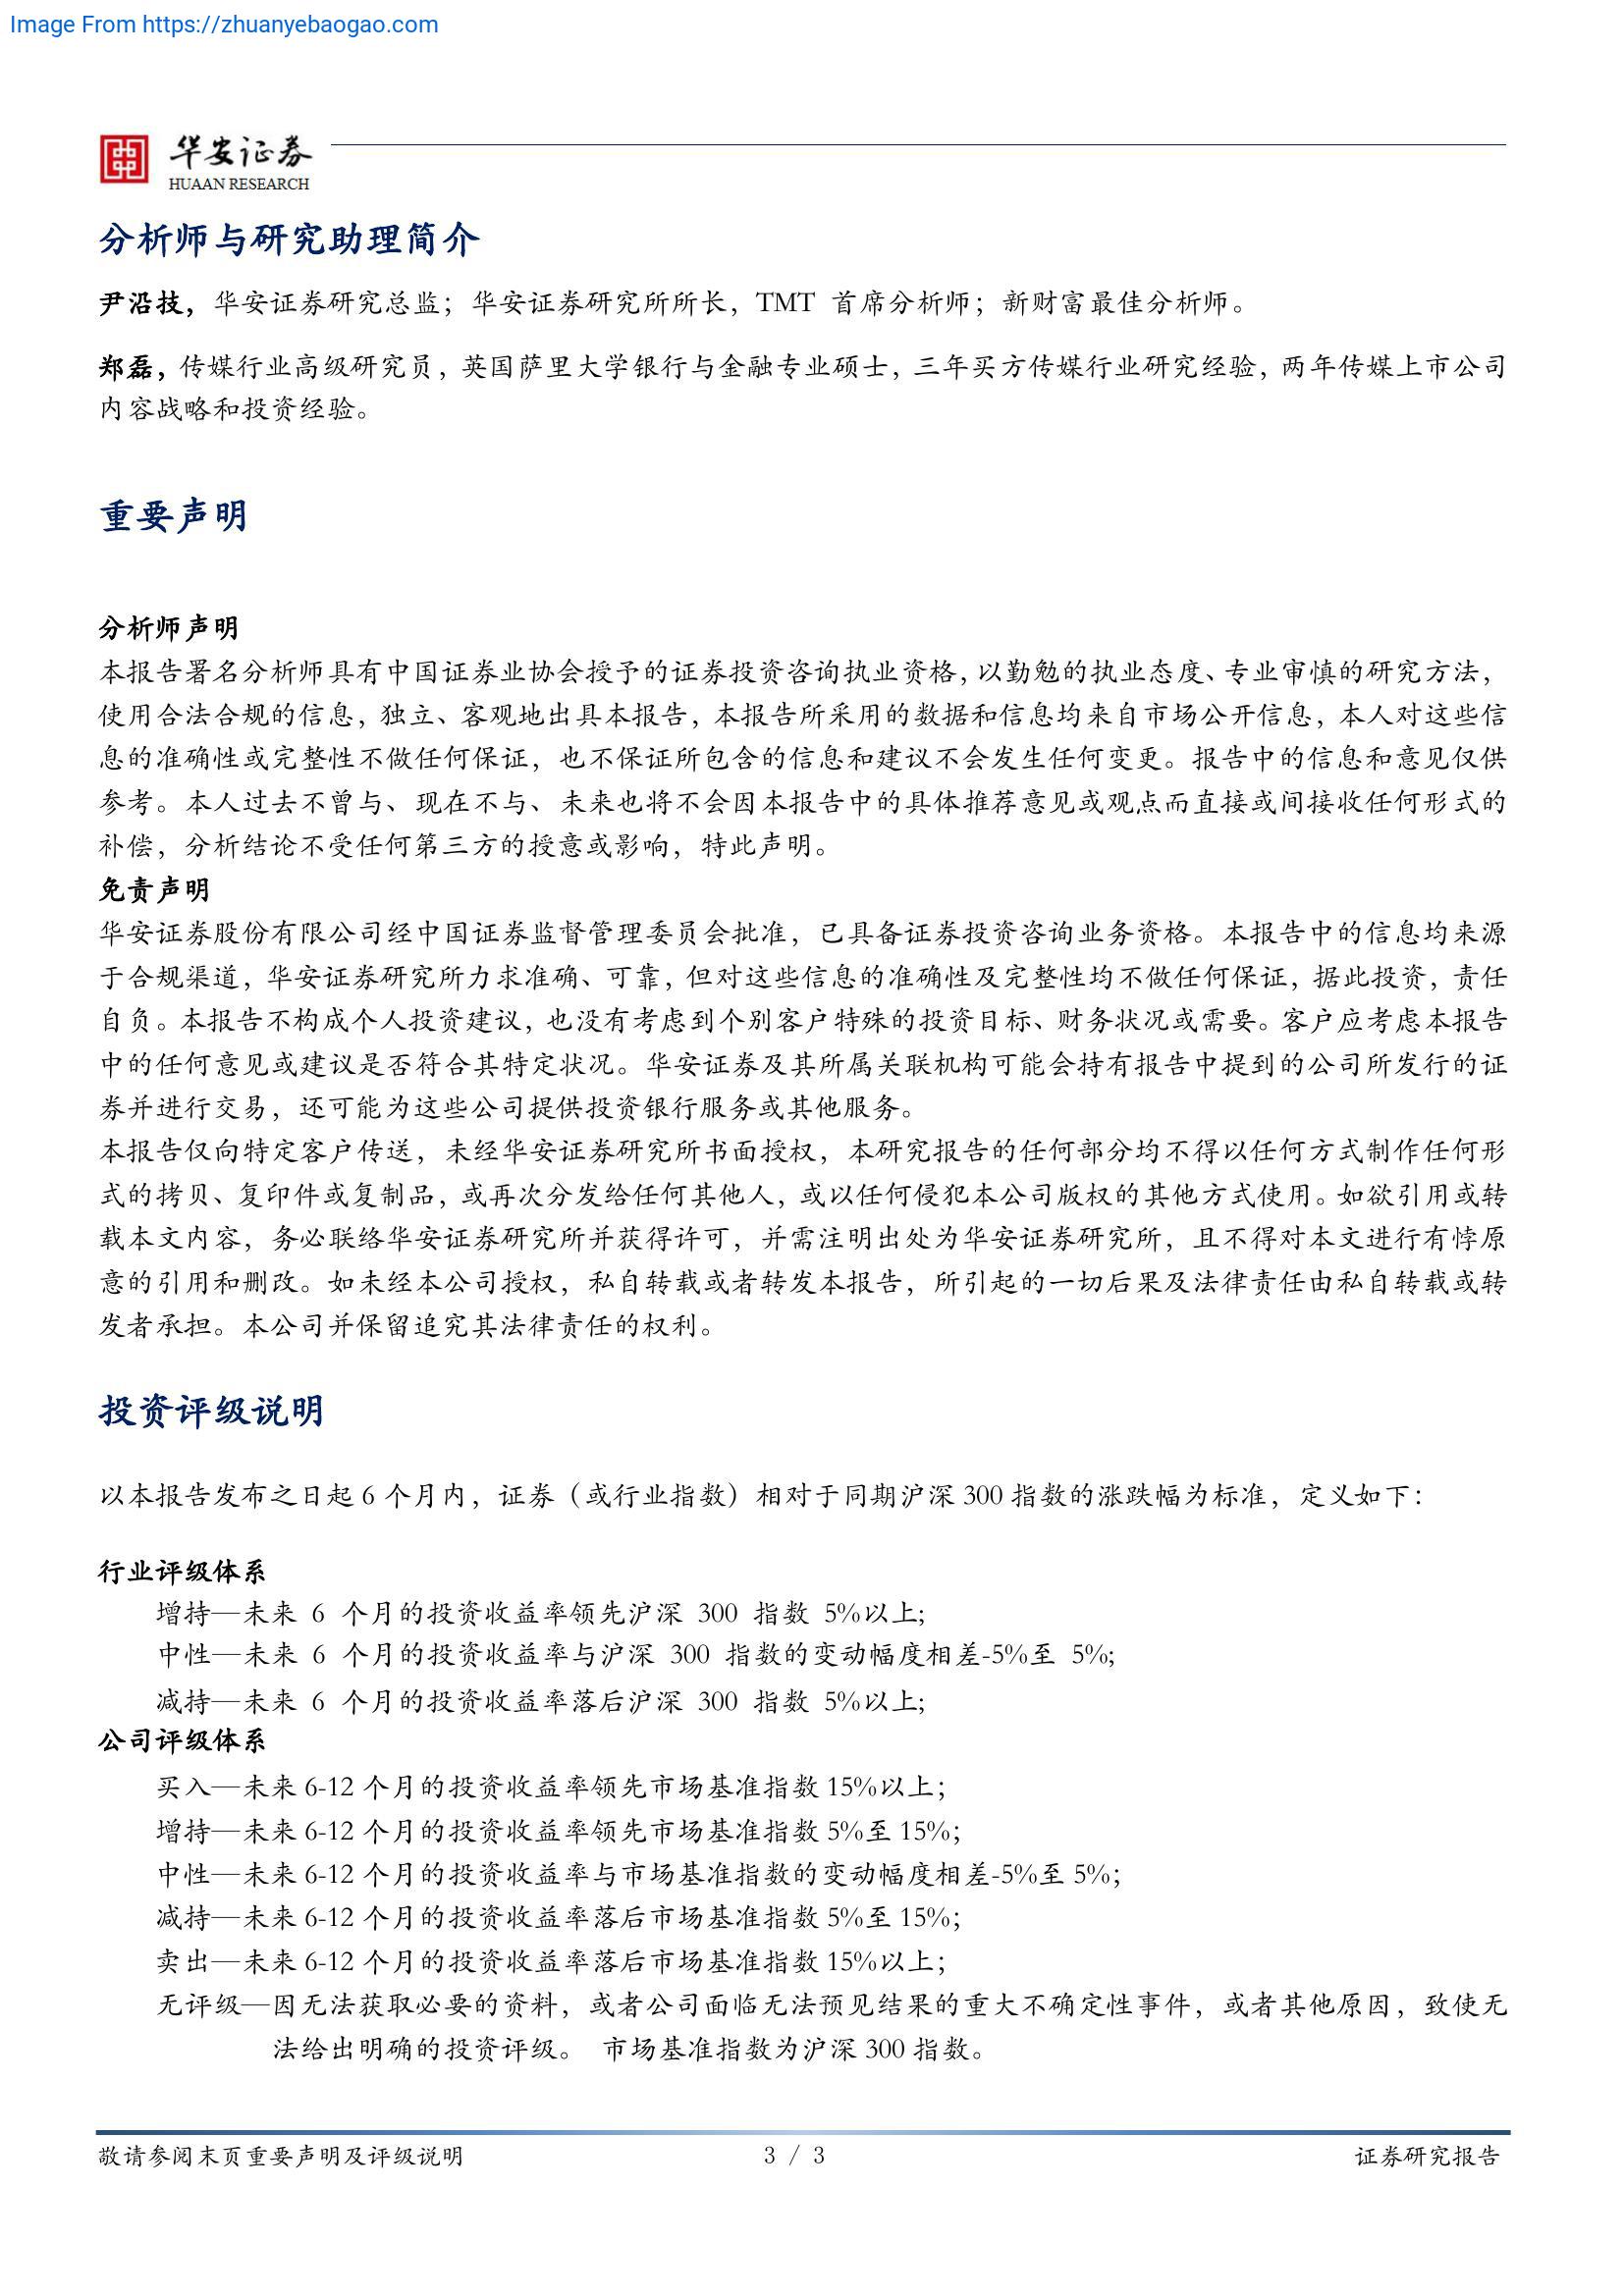 Image From https://zhuanyebaogao.com
华安证券
HUAAN RESEARCH
分析师与研究助理简介
尹沿技，华安证券研究总监；华安证券研究所所长，TMT 首席分析师；新财富最佳分析师。
郑磊，传媒行业高级研究员，英国萨里大学银行与金融专业硕士，三年买方传媒行业研究经验，两年传媒上市公司
内容战略和投资经验。
重要声明
分析师声明
本报告署名分析师具有中国证券业协会授予的证券投资咨询执业资格，以勤勉的执业态度、专业审慎的研究方法，
使用合法合规的信息，独立、客观地出具本报告，本报告所采用的数据和信息均来自市场公开信息，本人对这些信
息的准确性或完整性不做任何保证，也不保证所包含的信息和建议不会发生任何变更。报告中的信息和意见仅供
参考。本人过去不曾与、现在不与、未来也将不会因本报告中的具体推荐意见或观点而直接或间接收任何形式的
补偿，分析结论不受任何第三方的授意或影响，特此声明。
免责声明
华安证券股份有限公司经中国证券监督管理委员会批准，已具备证券投资咨询业务资格。本报告中的信息均来源
于合规渠道，华安证券研究所力求准确、可靠，但对这些信息的准确性及完整性均不做任何保证，据此投资，责任
自负。本报告不构成个人投资建议，也没有考虑到个别客户特殊的投资目标、财务状况或需要。客户应考虑本报告
中的任何意见或建议是否符合其特定状况。华安证券及其所属关联机构可能会持有报告中提到的公司所发行的证
券并进行交易，还可能为这些公司提供投资银行服务或其他服务。
本报告仅向特定客户传送，未经华安证券研究所书面授权，本研究报告的任何部分均不得以任何方式制作任何形
式的拷贝、复印件或复制品，或再次分发给任何其他人，或以任何侵犯本公司版权的其他方式使用。如欲引用或转
载本文内容，务必联络华安证券研究所并获得许可，并需注明出处为华安证券研究所，且不得对本文进行有悖原
意的引用和删改。如未经本公司授权，私自转载或者转发本报告，所引起的一切后果及法律责任由私自转载或转
发者承担。本公司并保留追究其法律责任的权利。
投资评级说明
以本报告发布之日起 6 个月内，证券（或行业指数）相对于同期沪深 300 指数的涨跌幅为标准，定义如下：
行业评级体系
增持—未来 6 个月的投资收益率领先沪深 300 指数 5%以上;
中性—未来 6 个月的投资收益率与沪深 300 指数的变动幅度相差-5%至 5%;
减持—未来 6 个月的投资收益率落后沪深 300 指数 5%以上;
公司评级体系
买入—未来 6-12 个月的投资收益率领先市场基准指数 15%以上；
增持—未来 6-12 个月的投资收益率领先市场基准指数 5%至 15%；
中性—未来 6-12 个月的投资收益率与市场基准指数的变动幅度相差-5%至 5%；
减持—未来 6-12 个月的投资收益率落后市场基准指数 5%至 15%；
卖出—未来 6-12 个月的投资收益率落后市场基准指数 15%以上；
无评级—因无法获取必要的资料，或者公司面临无法预见结果的重大不确定性事件，或者其他原因，致使无
法给出明确的投资评级。 市场基准指数为沪深 300 指数。
敬请参阅末页重要声明及评级说明 3 / 3 证券研究报告